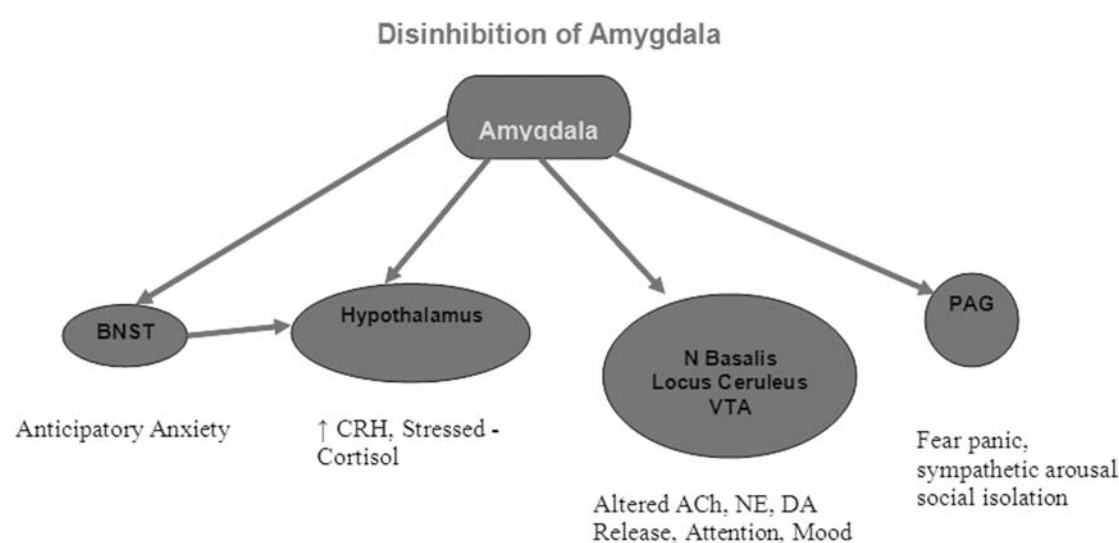 Disinhibition of Amygdala
Amygdala
BNST
Hypothalamus
N Basalis
Locus Ceruleus
VTA
PAG
Anticipatory Anxiety
↑ CRH, Stressed -
Cortisol
Altered ACh, NE, DA
Release, Attention, Mood
Fear panic,
sympathetic arousal
social isolation